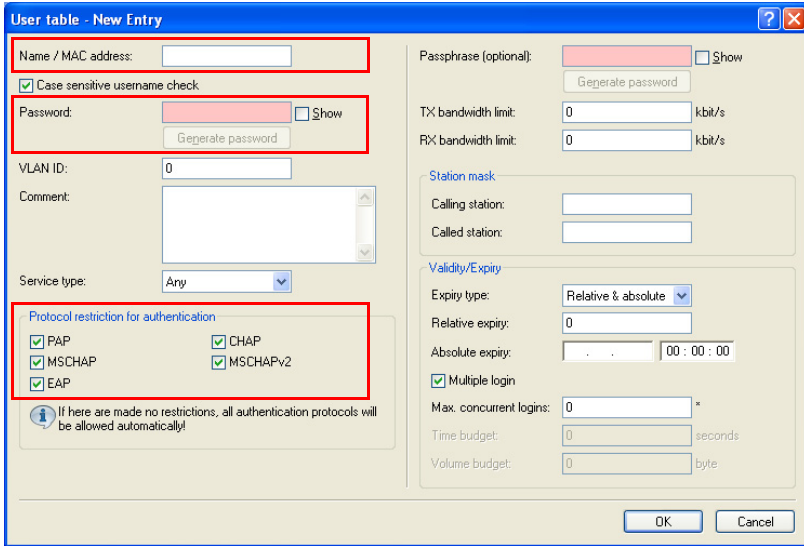 User table - New Entry
Name / MAC address:
Case sensitive username check
Password:
Show
Generate password
VLAN ID:
0
Comment:
Service type:
Any
Protocol restriction for authentication
PAP
CHAP
MSCHAP
MSCHAPv2
EAP
If here are made no restrictions, all authentication protocols will
be allowed automatically!
Passphrase (optional):
Show
Generate password
TX bandwidth limit:
0
kbit/s
RX bandwidth limit:
0
kbit/s
Station mask
Calling station:
Called station:
Validity/Expiry
Expiry type:
Relative & absolute
Relative expiry:
0
Absolute expiry:
. .
00 : 00 : 00
Multiple login
Max. concurrent logins:
0
*
Time budget:
0
seconds
Volume budget:
0
byte
OK
Cancel